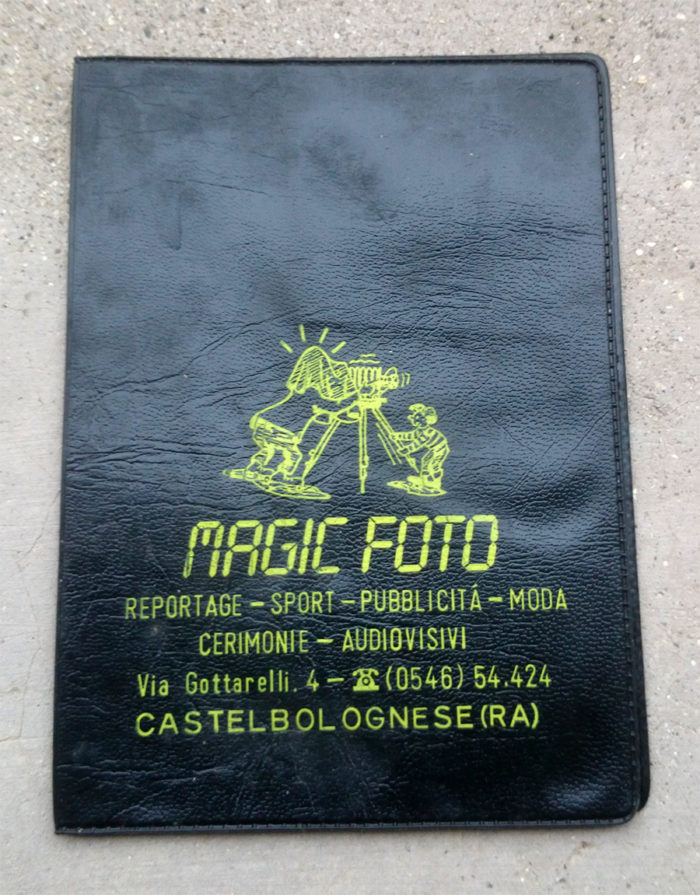 MAGIC FOTO
REPORTAGE - SPORT - PUBBLICITÁ - MODA
CERIMONIE - AUDIOVISIVI
Via Gottarelli, 4 - ☎ (0546) 54.424
CASTELBOLOGNESE (RA)